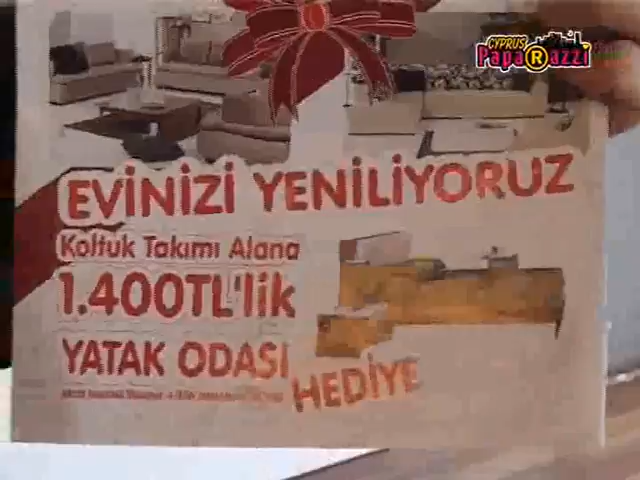 CYPRUS
PapaRazzi
EVİNİZİ YENİLİYORUZ
Koltuk Takımı Alana
1.400TL'lik
YATAK ODASI
HEDİYE